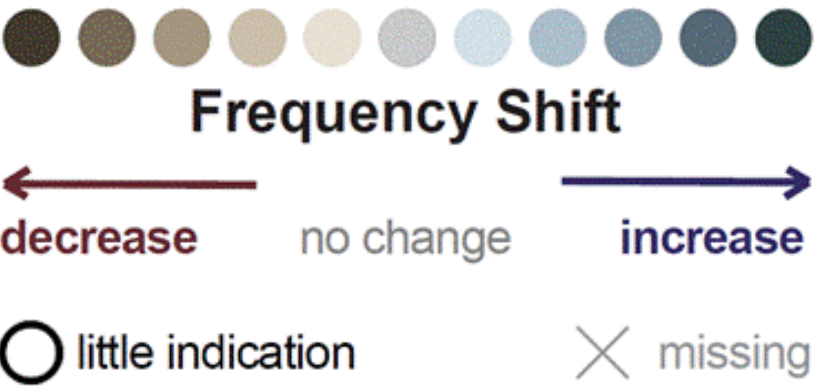 Frequency Shift
decrease no change increase
little indication missing